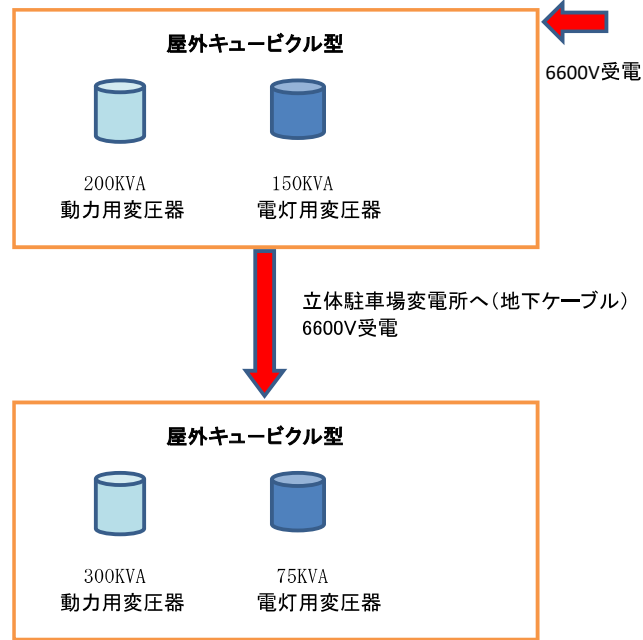 屋外キュービクル型
6600V受電
200KVA
動力用変圧器
150KVA
電灯用変圧器
立体駐車場変電所へ（地下ケーブル）
6600V受電
屋外キュービクル型
300KVA
動力用変圧器
75KVA
電灯用変圧器